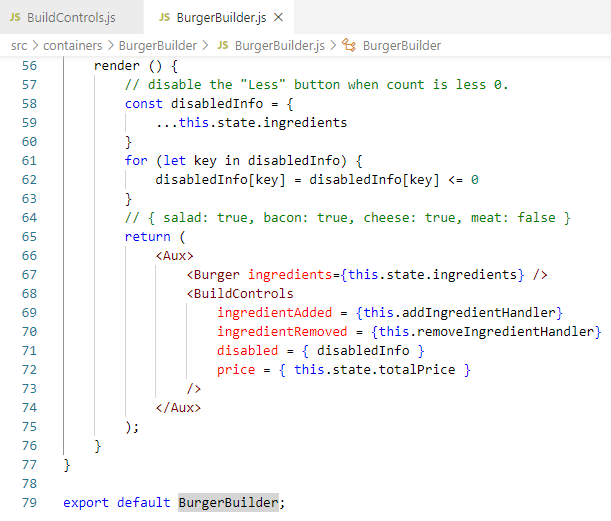 JS BuildControls.js
JS BurgerBuilder.js ×
src > containers > BurgerBuilder > JS BurgerBuilder.js > BurgerBuilder
56 render () {
57 // disable the "Less" button when count is less 0.
58 const disabledInfo = {
59 ...this.state.ingredients
60 }
61 for (let key in disabledInfo) {
62 disabledInfo[key] = disabledInfo[key] <= 0
63 }
64 // { salad: true, bacon: true, cheese: true, meat: false }
65 return (
66 <Aux>
67 <Burger ingredients={this.state.ingredients} />
68 <BuildControls
69 ingredientAdded = {this.addIngredientHandler}
70 ingredientRemoved = {this.removeIngredientHandler}
71 disabled = { disabledInfo }
72 price = { this.state.totalPrice }
73 />
74 </Aux>
75 );
76 }
77 }
78
79 export default BurgerBuilder;